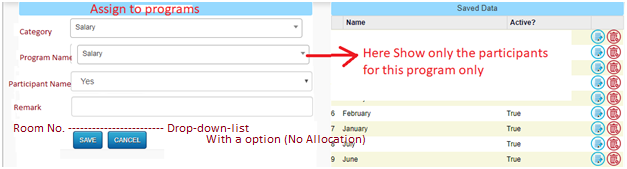 Assign to programs
Category Salary
Program Name Salary
Participant Name Yes
Remark
Room No. ------------------------ Drop-down-list
With a option (No Allocation)
SAVE CANCEL
Saved Data
Name Active?
Here Show only the participants
for this program only
6 February True
7 January True
8 July True
9 June True